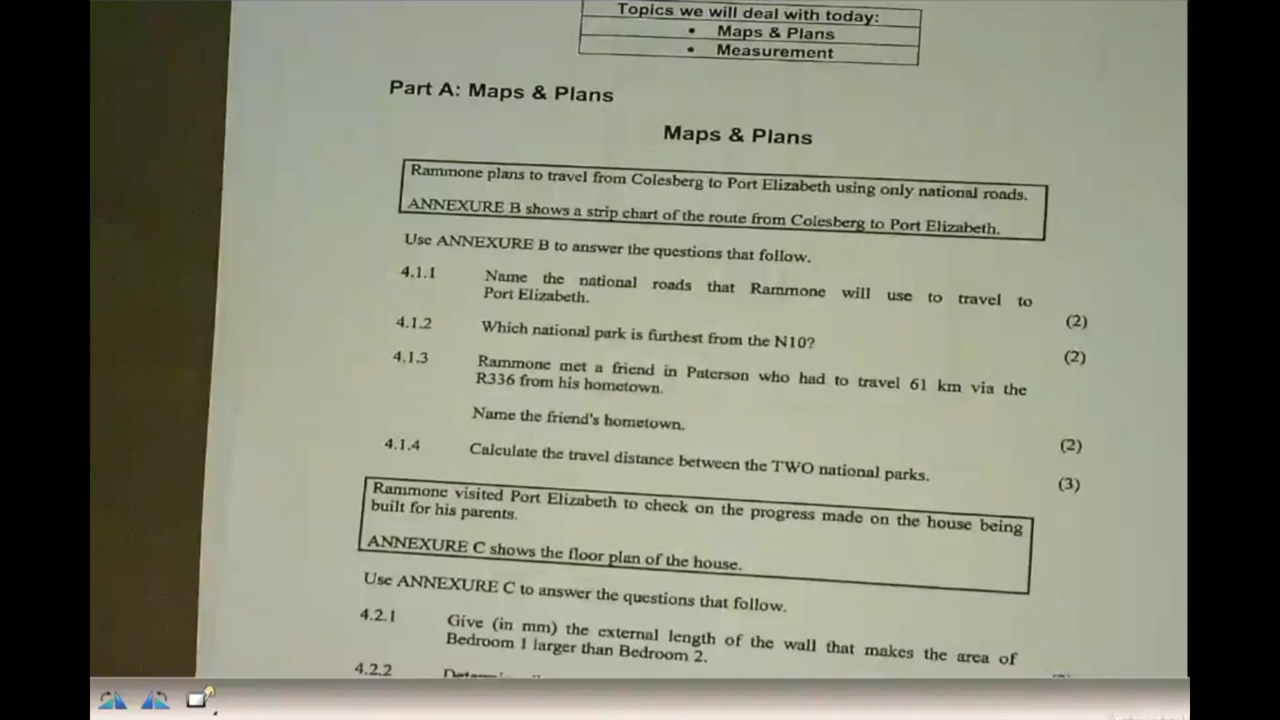 Topics we will deal with today:
• Maps & Plans
• Measurement
Part A: Maps & Plans
Maps & Plans
Rammone plans to travel from Colesberg to Port Elizabeth using only national roads.
ANNEXURE B shows a strip chart of the route from Colesberg to Port Elizabeth.
Use ANNEXURE B to answer the questions that follow.
4.1.1 Name the national roads that Rammone will use to travel to
Port Elizabeth. (2)
4.1.2 Which national park is furthest from the N10? (2)
4.1.3 Rammone met a friend in Paterson who had to travel 61 km via the
R336 from his hometown.
Name the friend's hometown. (2)
4.1.4 Calculate the travel distance between the TWO national parks. (3)
Rammone visited Port Elizabeth to check on the progress made on the house being
built for his parents.
ANNEXURE C shows the floor plan of the house.
Use ANNEXURE C to answer the questions that follow.
4.2.1 Give (in mm) the external length of the wall that makes the area of
Bedroom 1 larger than Bedroom 2.
4.2.2